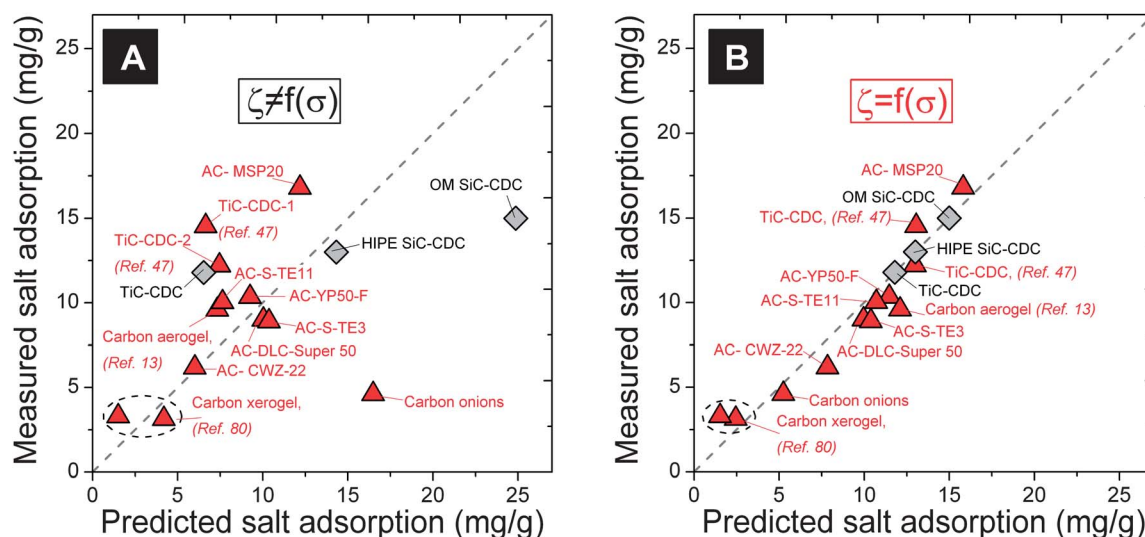 A
ζ≠f(σ)
Measured salt adsorption (mg/g)
25
20
15
10
5
0
AC- MSP20
OM SiC-CDC
TiC-CDC-1
(Ref. 47)
TiC-CDC-2
(Ref. 47)
HIPE SiC-CDC
TiC-CDC
AC-S-TE11
AC-YP50-F
Carbon aerogel,
(Ref. 13)
AC-S-TE3
AC-DLC-Super 50
AC- CWZ-22
Carbon xerogel,
(Ref. 80)
Carbon onions
0 5 10 15 20 25
Predicted salt adsorption (mg/g)
B
ζ=f(σ)
Measured salt adsorption (mg/g)
25
20
15
10
5
0
AC- MSP20
OM SiC-CDC
TiC-CDC, (Ref. 47)
HIPE SiC-CDC
TiC-CDC, (Ref. 47)
TiC-CDC
AC-YP50-F
AC-S-TE11
Carbon aerogel (Ref. 13)
AC-S-TE3
AC-DLC-Super 50
AC- CWZ-22
Carbon onions
Carbon xerogel,
(Ref. 80)
0 5 10 15 20 25
Predicted salt adsorption (mg/g)